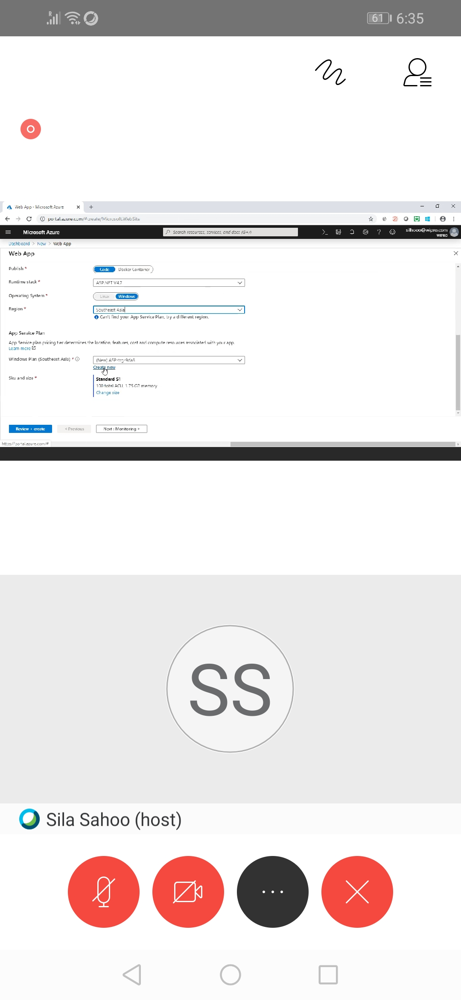 R
61 6:35
Web App - Microsoft Azure
portal.azure.com/#create/Microsoft.WebSite
Microsoft Azure
Search resources, services, and docs (G+/)
silhooo@wipro.com
WIPRO
Dashboard > New > Web App
Web App
Publish *
Code Docker Container
Runtime stack *
ASP.NET V4.7
Operating System *
Linux Windows
Region *
Southeast Asia
Can't find your App Service Plan, try a different region.
App Service Plan
App Service plan pricing tier determines the location, features, cost and compute resources associated with your app.
Learn more
Windows Plan (Southeast Asia) *
(New) ASP-trg-9da8
Create new
Sku and size *
Standard S1
100 total ACU, 1.75 GB memory
Change size
Review + create
< Previous
Next : Monitoring >
https://portal.azure.com/#
SS
Sila Sahoo (host)